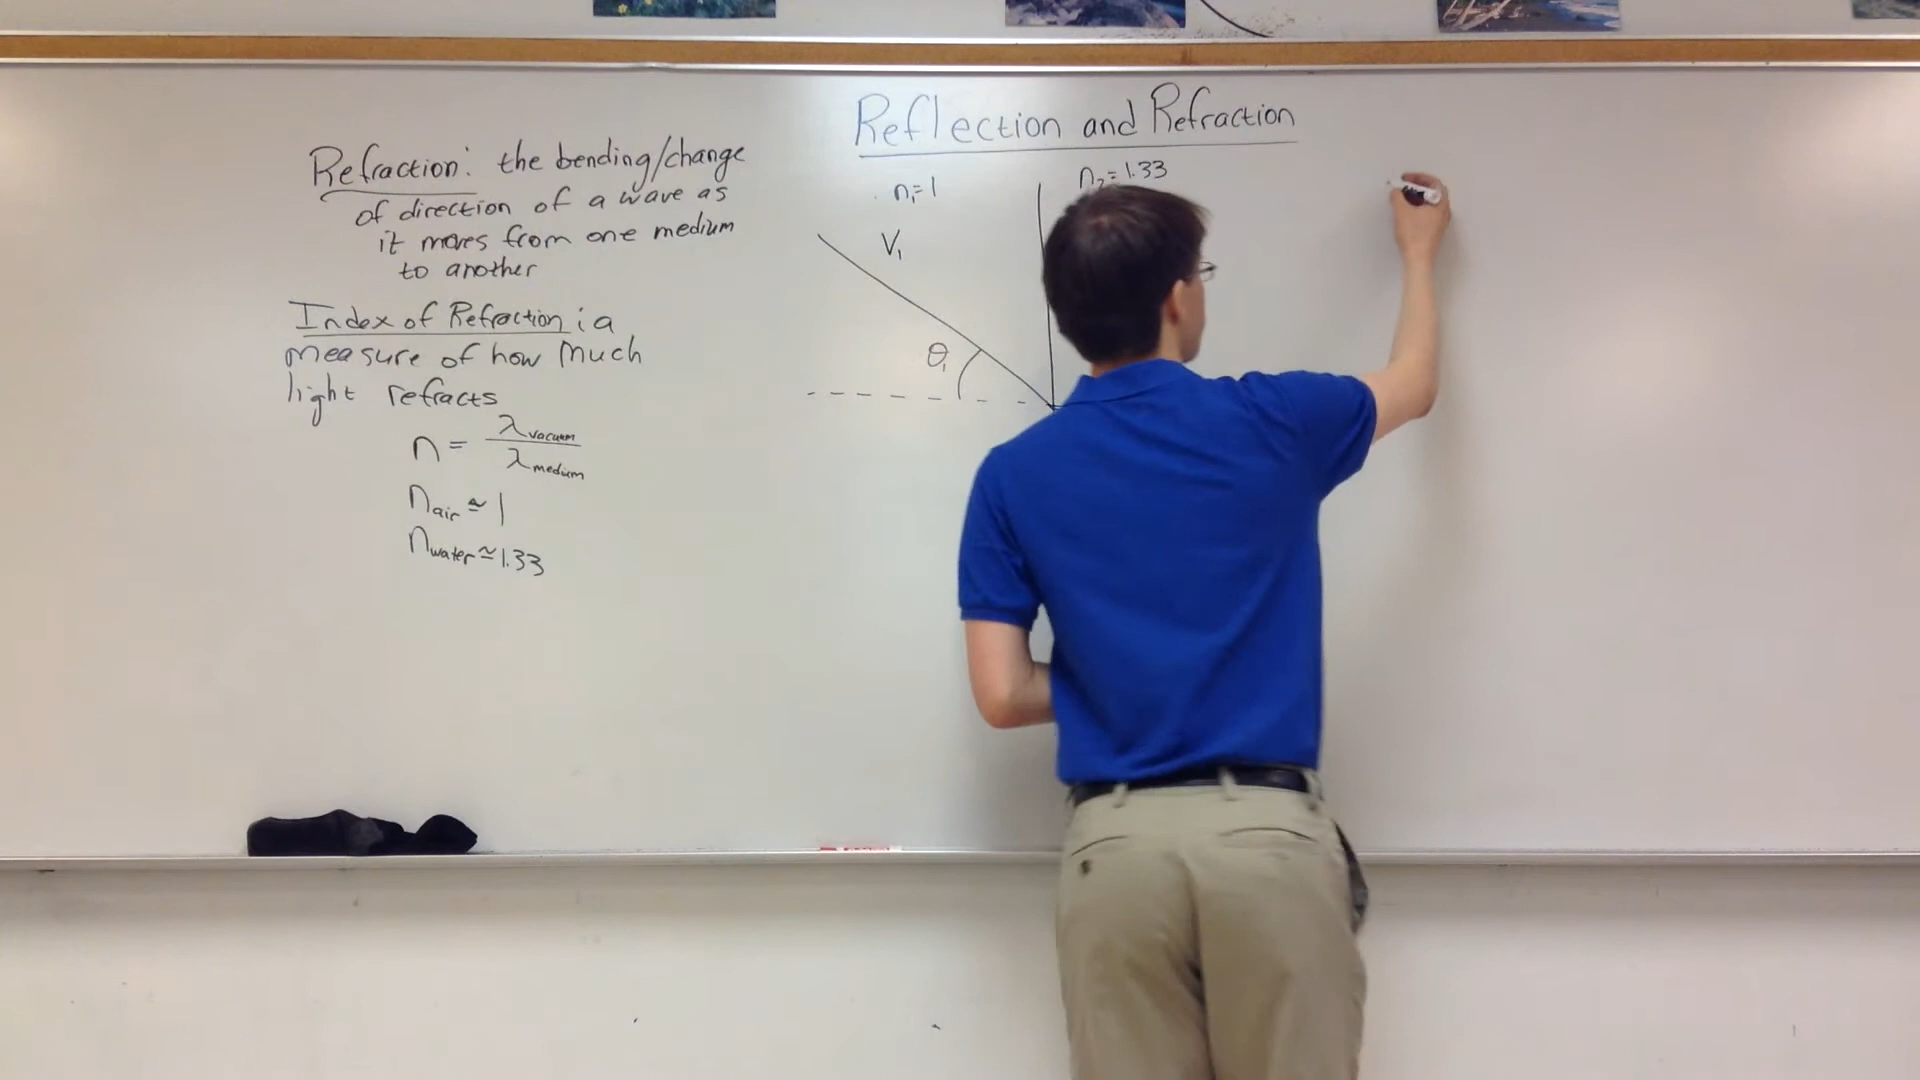 Reflection and Refraction
Refraction: the bending/change
of direction of a wave as
it moves from one medium
to another
Index of Refraction: a
measure of how much
light refracts
n = λvacuum / λmedium
nair ≃ 1
nwater ≃ 1.33
n₁=1
n₂=1.33
V₁
θ₁